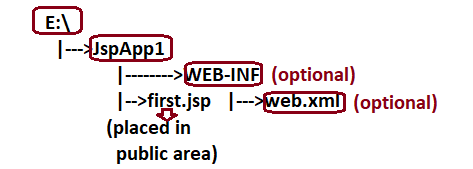 E:\
|--->JspApp1
|-------->WEB-INF (optional)
|-->first.jsp |--->web.xml (optional)
(placed in
public area)